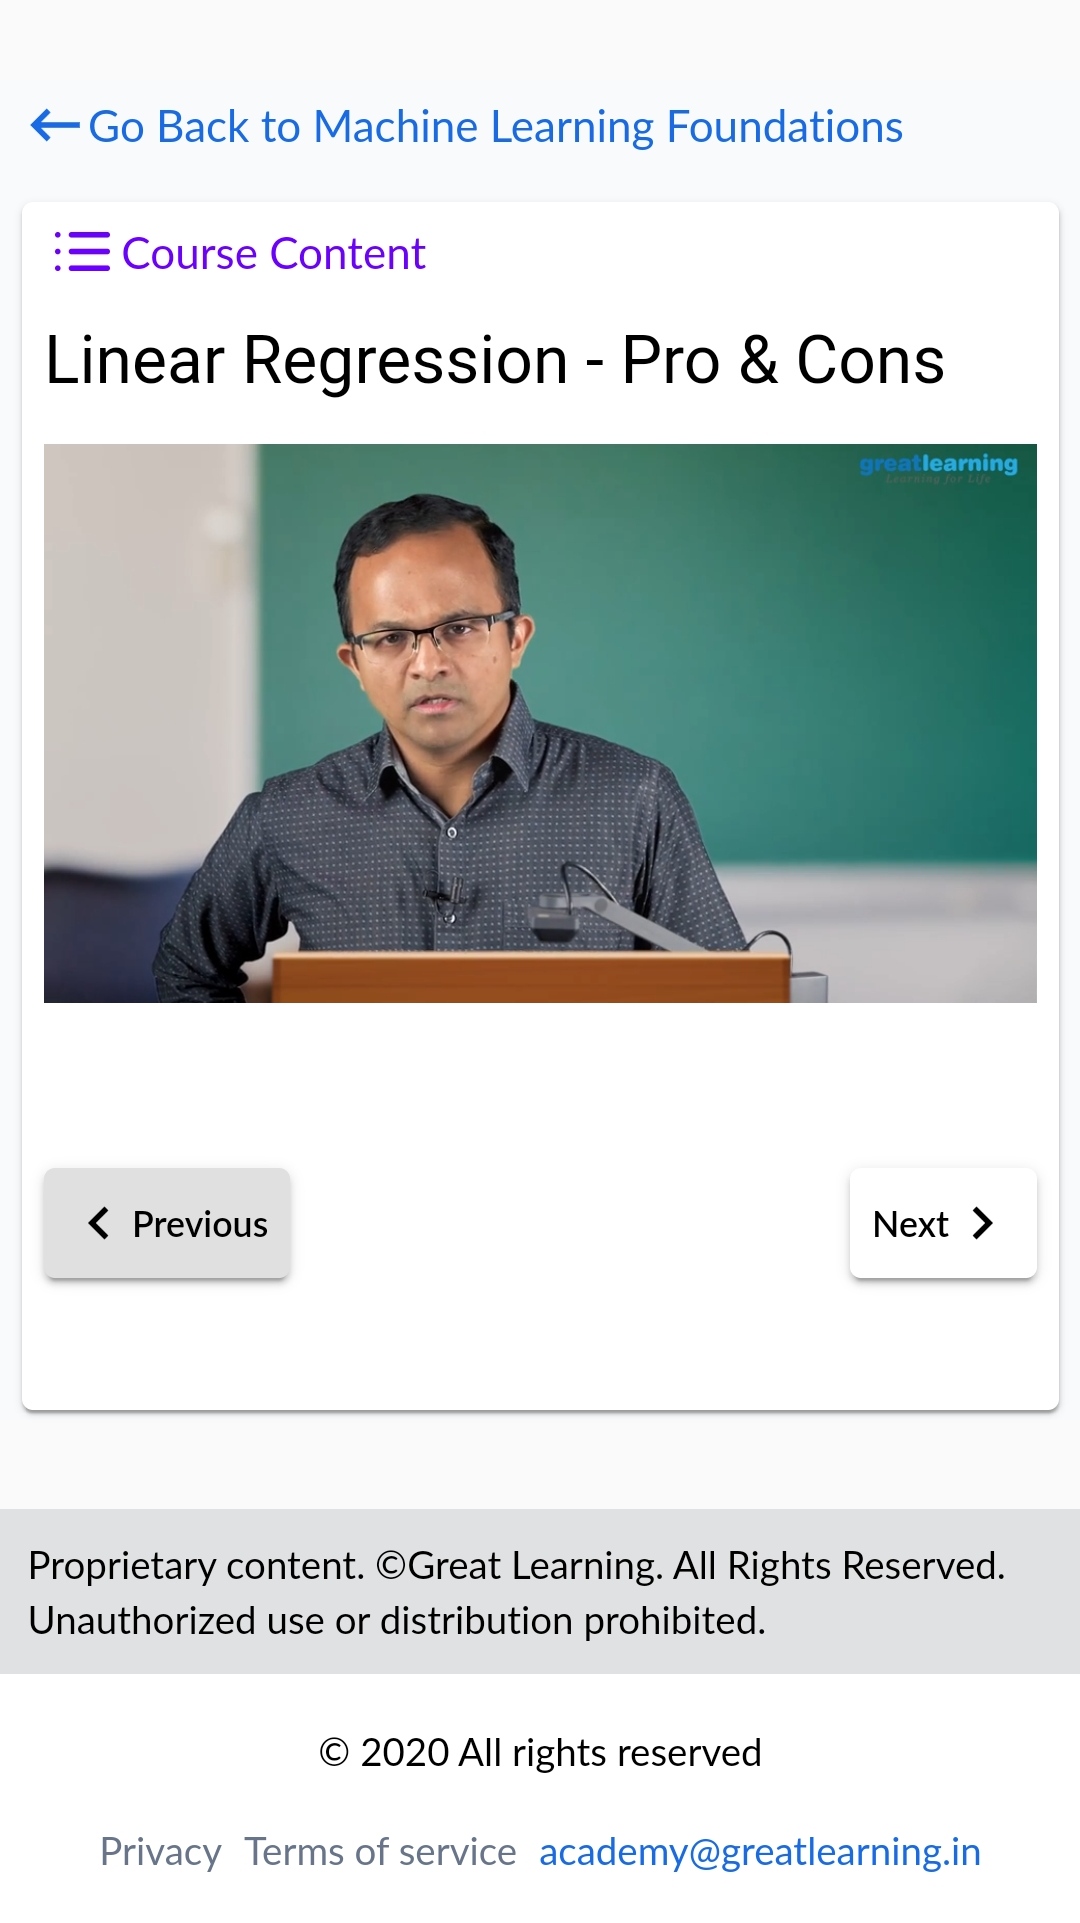 Go Back to Machine Learning Foundations
Course Content
Linear Regression - Pro & Cons
greatlearning
Learning for Life
Previous
Next
Proprietary content. ©Great Learning. All Rights Reserved.
Unauthorized use or distribution prohibited.
© 2020 All rights reserved
Privacy Terms of service academy@greatlearning.in